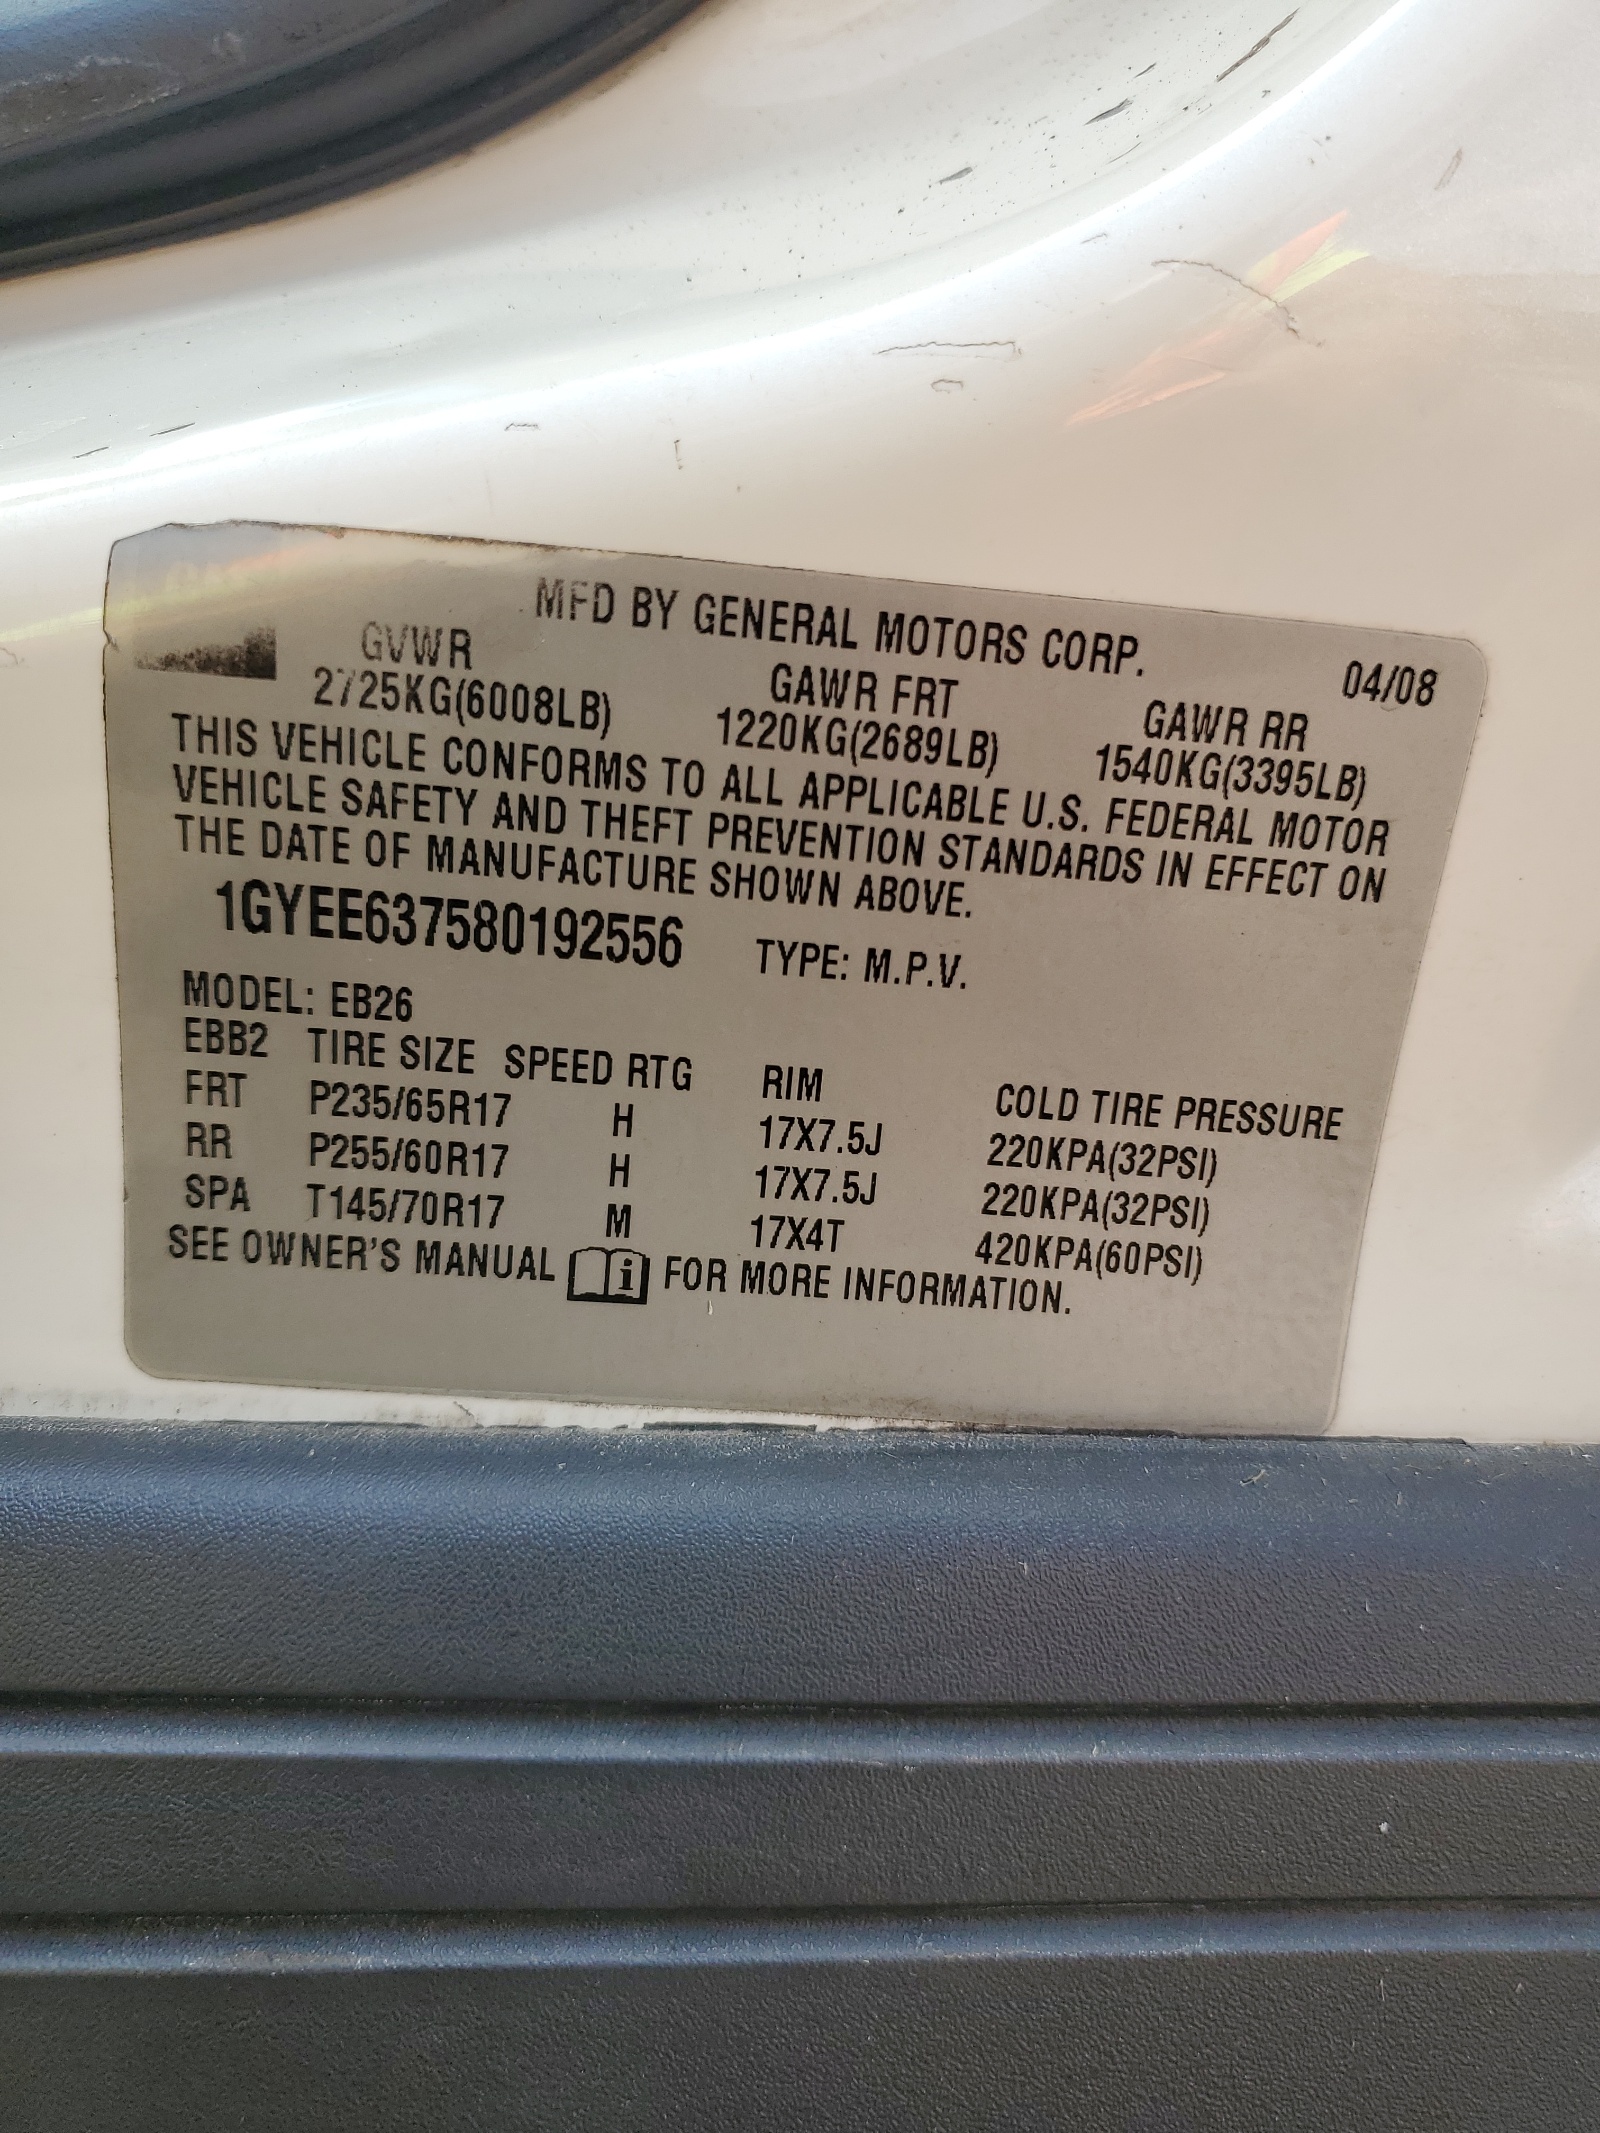 MFD BY GENERAL MOTORS CORP. 04/08
GVWR GAWR FRT GAWR RR
2725KG(6008LB) 1220KG(2689LB) 1540KG(3395LB)
THIS VEHICLE CONFORMS TO ALL APPLICABLE U.S. FEDERAL MOTOR
VEHICLE SAFETY AND THEFT PREVENTION STANDARDS IN EFFECT ON
THE DATE OF MANUFACTURE SHOWN ABOVE.
1GYEE637580192556 TYPE: M.P.V.
MODEL: EB26
EBB2 TIRE SIZE SPEED RTG RIM COLD TIRE PRESSURE
FRT P235/65R17 H 17X7.5J 220KPA(32PSI)
RR P255/60R17 H 17X7.5J 220KPA(32PSI)
SPA T145/70R17 M 17X4T 420KPA(60PSI)
SEE OWNER'S MANUAL i FOR MORE INFORMATION.